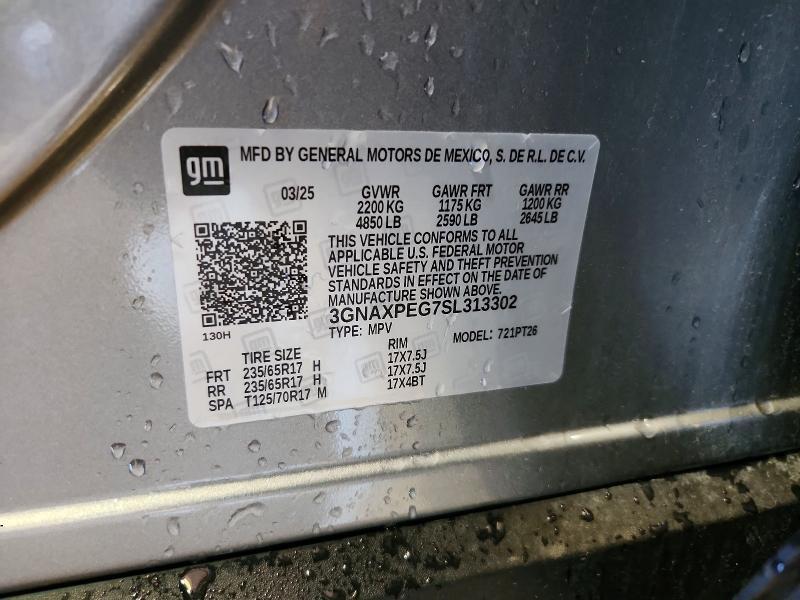 gm MFD BY GENERAL MOTORS DE MEXICO, S. DE R.L. DE C.V.
03/25 GVWR GAWR FRT GAWR RR
2200 KG 1175 KG 1200 KG
4850 LB 2590 LB 2645 LB
THIS VEHICLE CONFORMS TO ALL
APPLICABLE U.S. FEDERAL MOTOR
VEHICLE SAFETY AND THEFT PREVENTION
STANDARDS IN EFFECT ON THE DATE OF
MANUFACTURE SHOWN ABOVE.
3GNAXPEG7SL313302
130H TYPE: MPV MODEL: 721PT26
TIRE SIZE RIM
FRT 235/65R17 H 17X7.5J
RR 235/65R17 H 17X7.5J
SPA T125/70R17 M 17X4BT